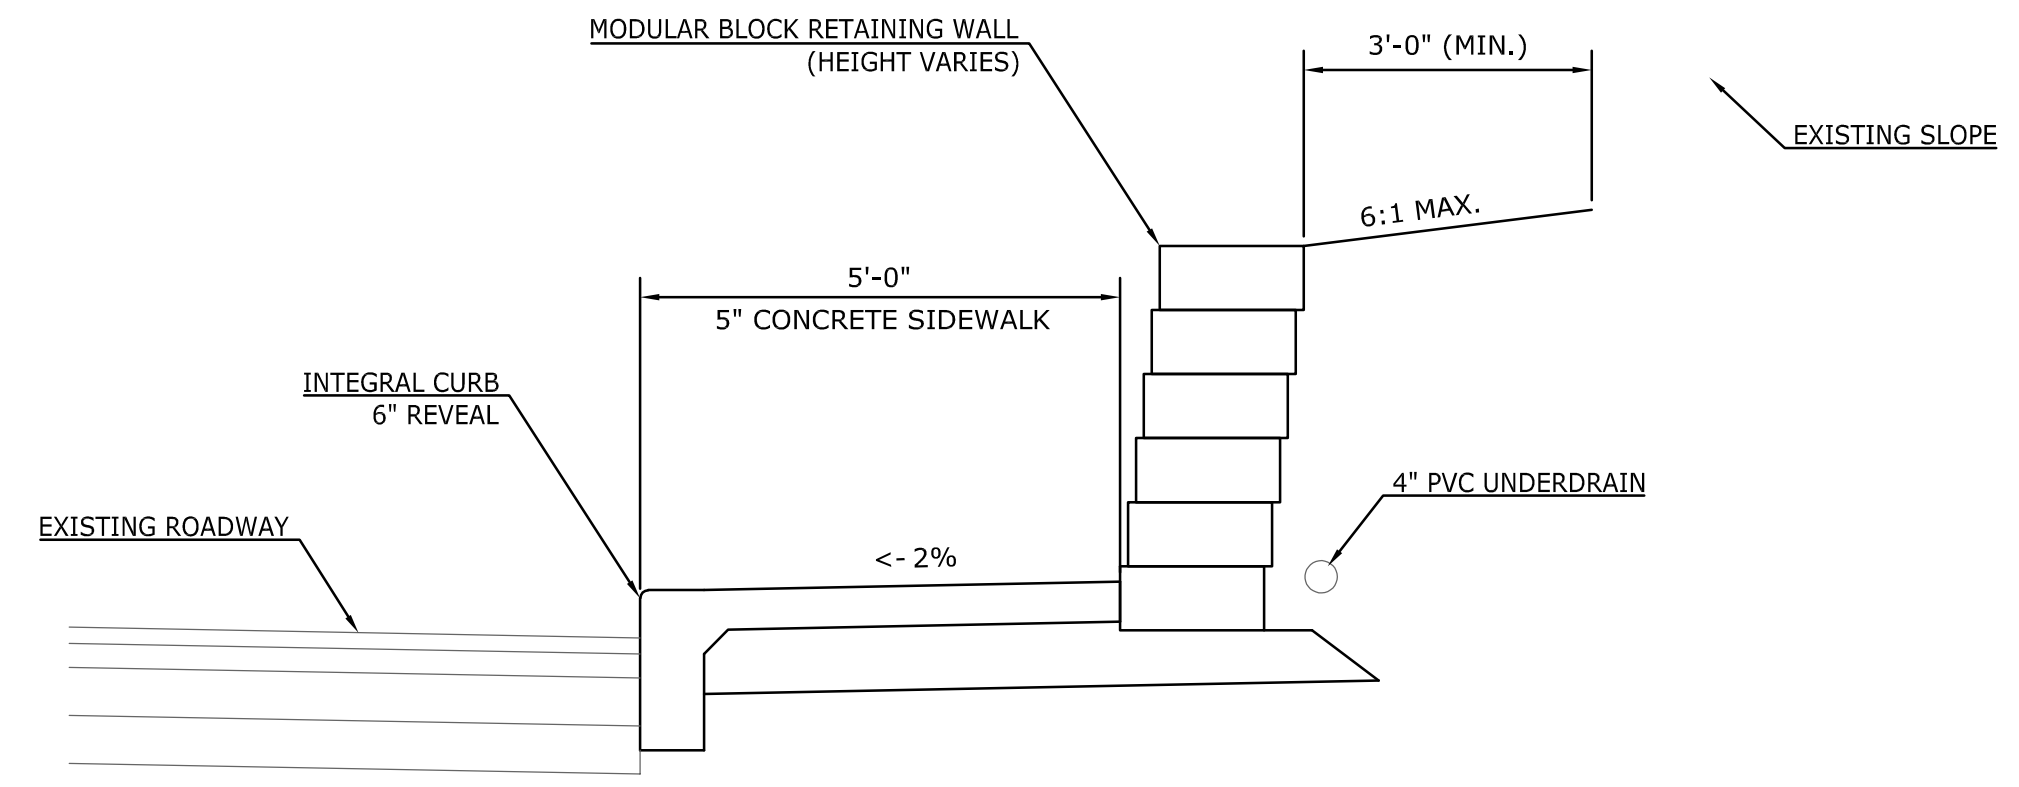 MODULAR BLOCK RETAINING WALL
(HEIGHT VARIES)
3'-0" (MIN.)
EXISTING SLOPE
6:1 MAX.
5'-0"
5" CONCRETE SIDEWALK
INTEGRAL CURB
6" REVEAL
4" PVC UNDERDRAIN
EXISTING ROADWAY
<- 2%